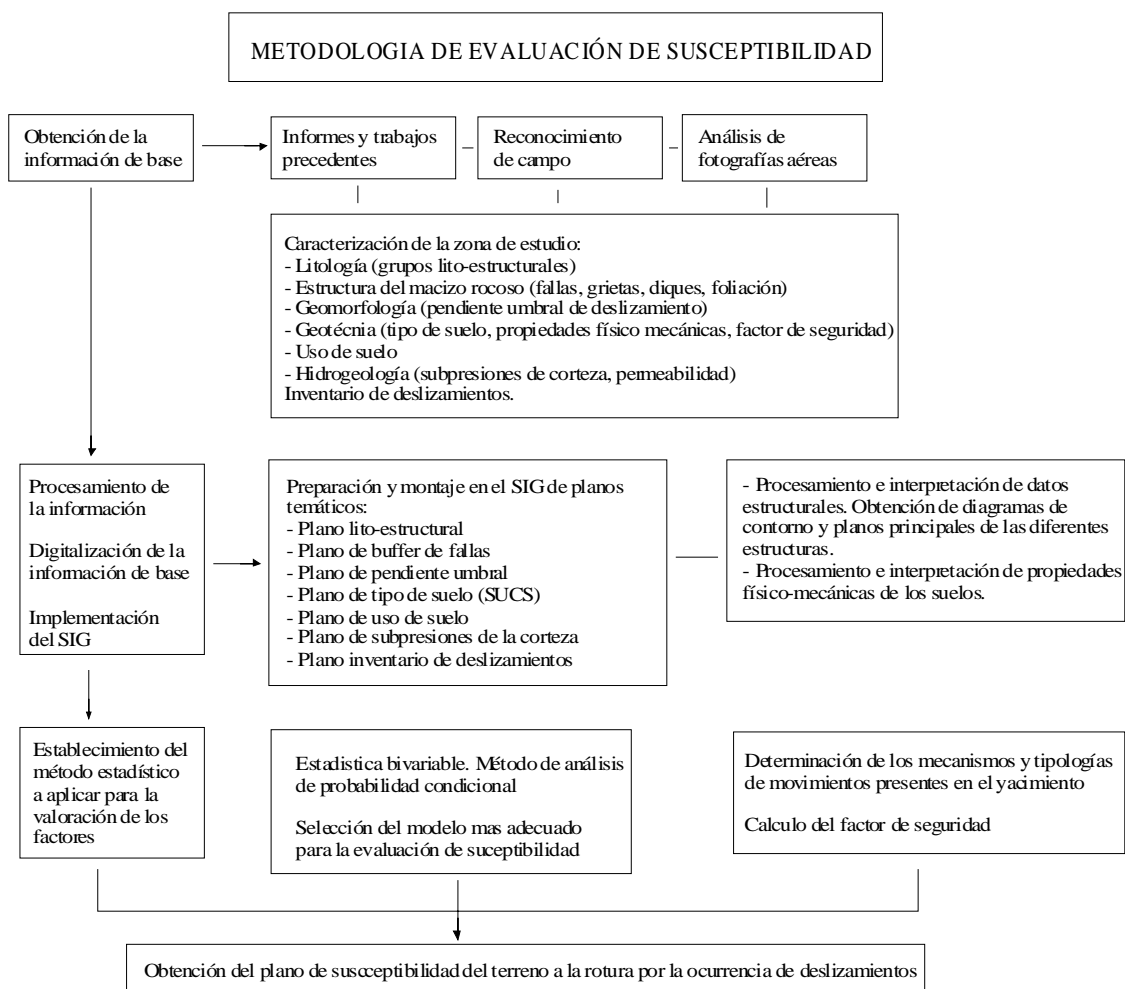 METODOLOGIA DE EVALUACIÓN DE SUSCEPTIBILIDAD
Obtención de la
información de base
Informes y trabajos
precedentes
Reconocimiento
de campo
Análisis de
fotografías aéreas
Caracterización de la zona de estudio:
- Litología (grupos lito-estructurales)
- Estructura del macizo rocoso (fallas, grietas, diques, foliación)
- Geomorfología (pendiente umbral de deslizamiento)
- Geotécnia (tipo de suelo, propiedades físico mecánicas, factor de seguridad)
- Uso de suelo
- Hidrogeología (subpresiones de corteza, permeabilidad)
Inventario de deslizamientos.
Procesamiento de
la información
Digitalización de la
información de base
Implementación
del SIG
Preparación y montaje en el SIG de planos
temáticos:
- Plano lito-estructural
- Plano de buffer de fallas
- Plano de pendiente umbral
- Plano de tipo de suelo (SUCS)
- Plano de uso de suelo
- Plano de subpresiones de la corteza
- Plano inventario de deslizamientos
- Procesamiento e interpretación de datos
estructurales. Obtención de diagramas de
contorno y planos principales de las diferentes
estructuras.
- Procesamiento e interpretación de propiedades
físico-mecánicas de los suelos.
Establecimiento del
método estadístico
a aplicar para la
valoración de los
factores
Estadistica bivariable. Método de análisis
de probabilidad condicional
Selección del modelo mas adecuado
para la evaluación de suceptibilidad
Determinación de los mecanismos y tipologías
de movimientos presentes en el yacimiento
Calculo del factor de seguridad
Obtención del plano de suscceptibilidad del terreno a la rotura por la ocurrencia de deslizamientos